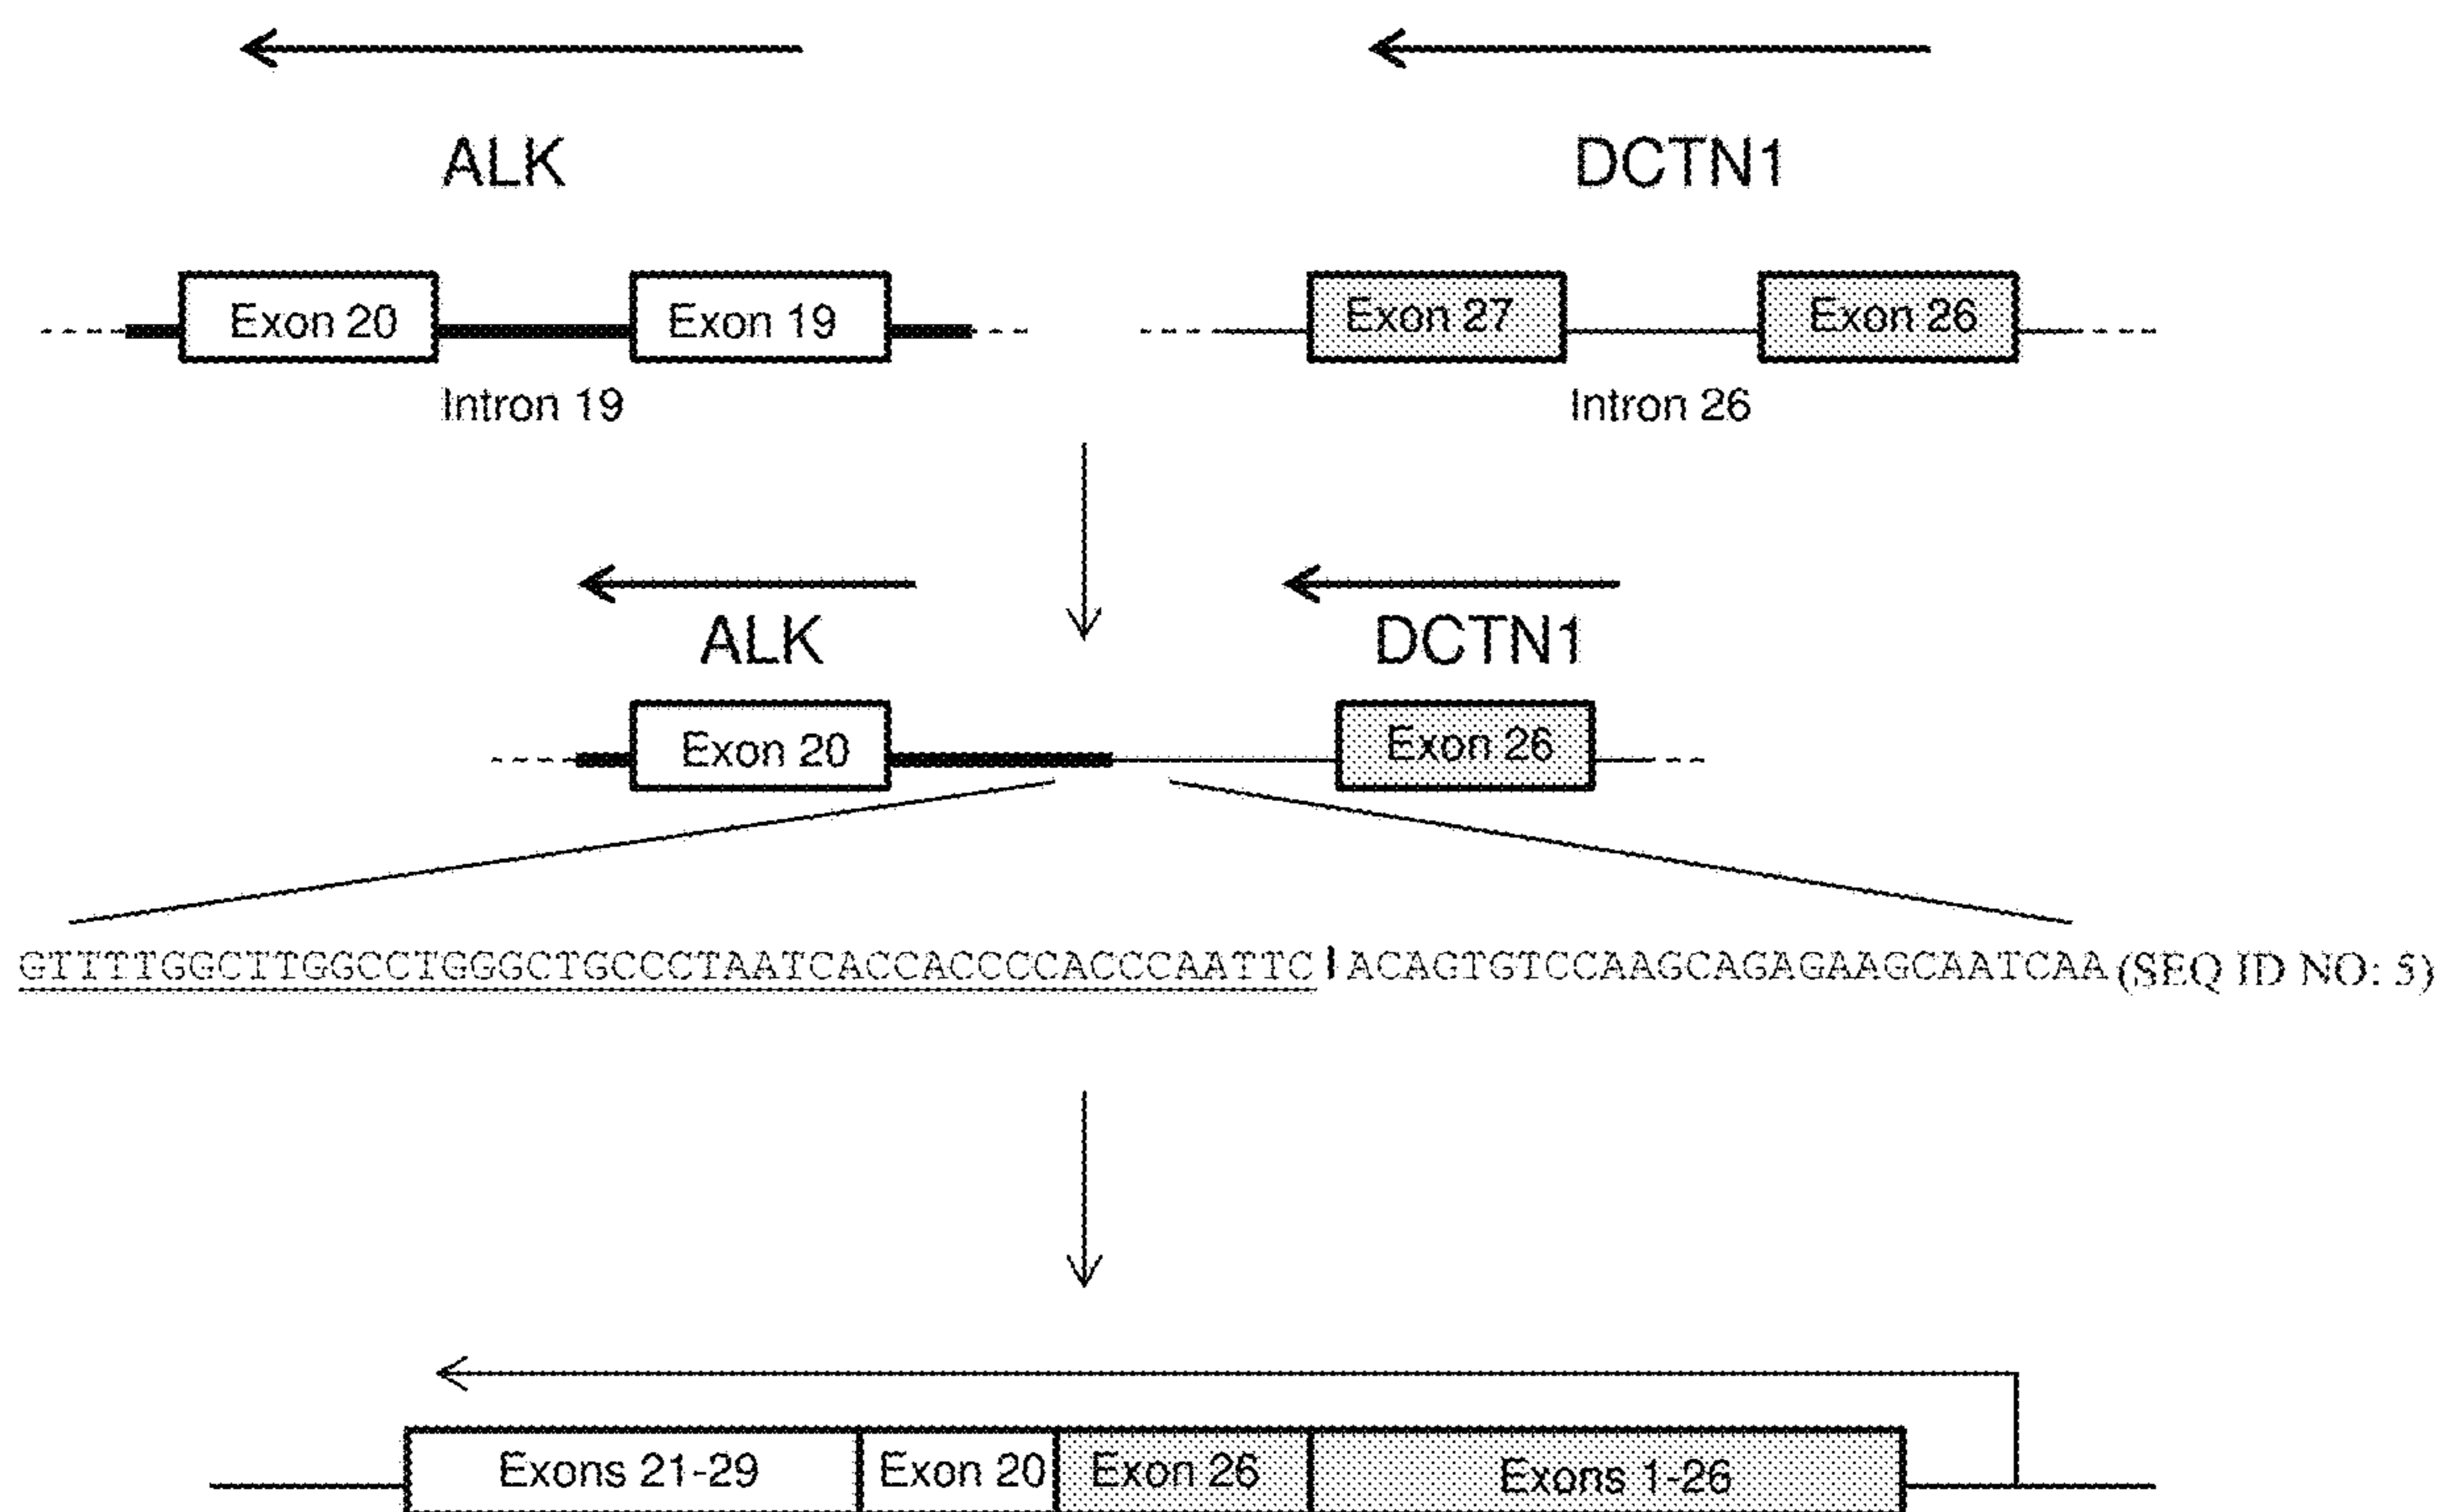 ALK DCTN1
Exon 20 Exon 19 Exon 27 Exon 26
Intron 19 Intron 26
ALK DCTN1
Exon 20 Exon 26
GTTTTGGCTTGGCCTGGGCTGCCCTAATCACCACCCCACCCAATTC|ACAGTGTCCAAGCAGAGAAGCAATCAA (SEQ ID NO: 5)
Exons 21-29 Exon 20 Exon 26 Exons 1-26